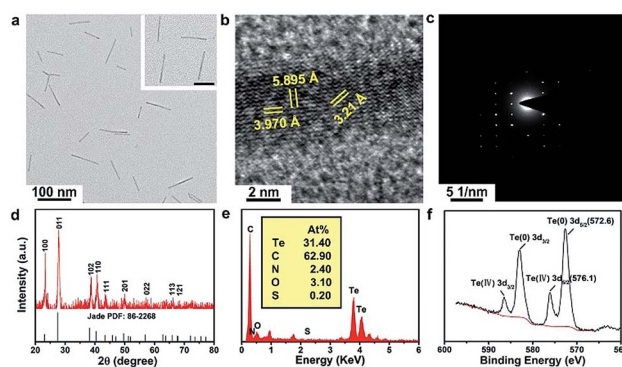 a
100 nm
b
5.895 Å
3.970 Å
3.21 Å
2 nm
c
5 1/nm
d
Intensity (a.u.)
100
011
102
110
111
201
022
113
121
Jade PDF: 86-2268
20 30 40 50 60 70 80
2θ (degree)
e
At%
Te 31.40
C 62.90
N 2.40
O 3.10
S 0.20
C
N
O
S
Te
Te
0 1 2 3 4 5 6
Energy (KeV)
f
Te(0) 3d5/2(572.6)
Te(0) 3d3/2
Te(IV) 3d5/2(576.1)
Te(IV) 3d3/2
600 590 580 570
Binding Energy (eV)